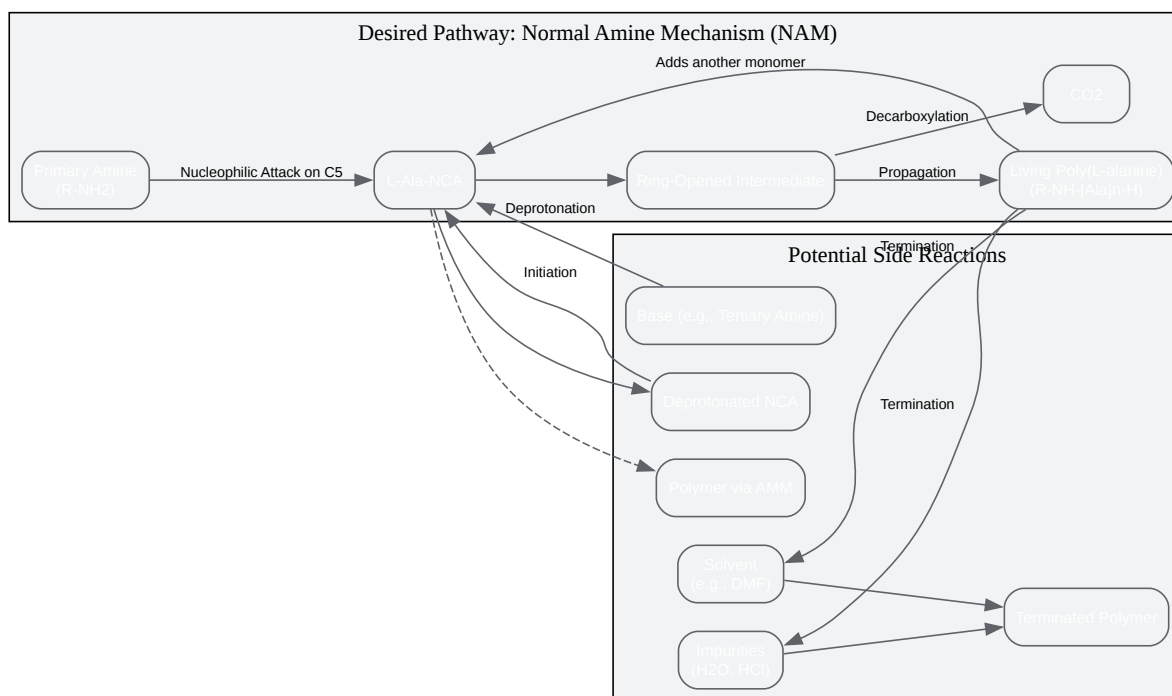 Desired Pathway: Normal Amine Mechanism (NAM)
Adds another monomer
CO2
Decarboxylation
Primary Amine
(R-NH2)
Nucleophilic Attack on C5
L-Ala-NCA
Ring-Opened Intermediate
Propagation
Living Poly(L-alanine)
(R-NH-[Ala]n-H)
Deprotonation
Termination
Potential Side Reactions
Initiation
Base (e.g., Tertiary Amine)
Deprotonated NCA
Termination
Polymer via AMM
Solvent
(e.g., DMF)
Terminated Polymer
Impurities
(H2O, HCl)